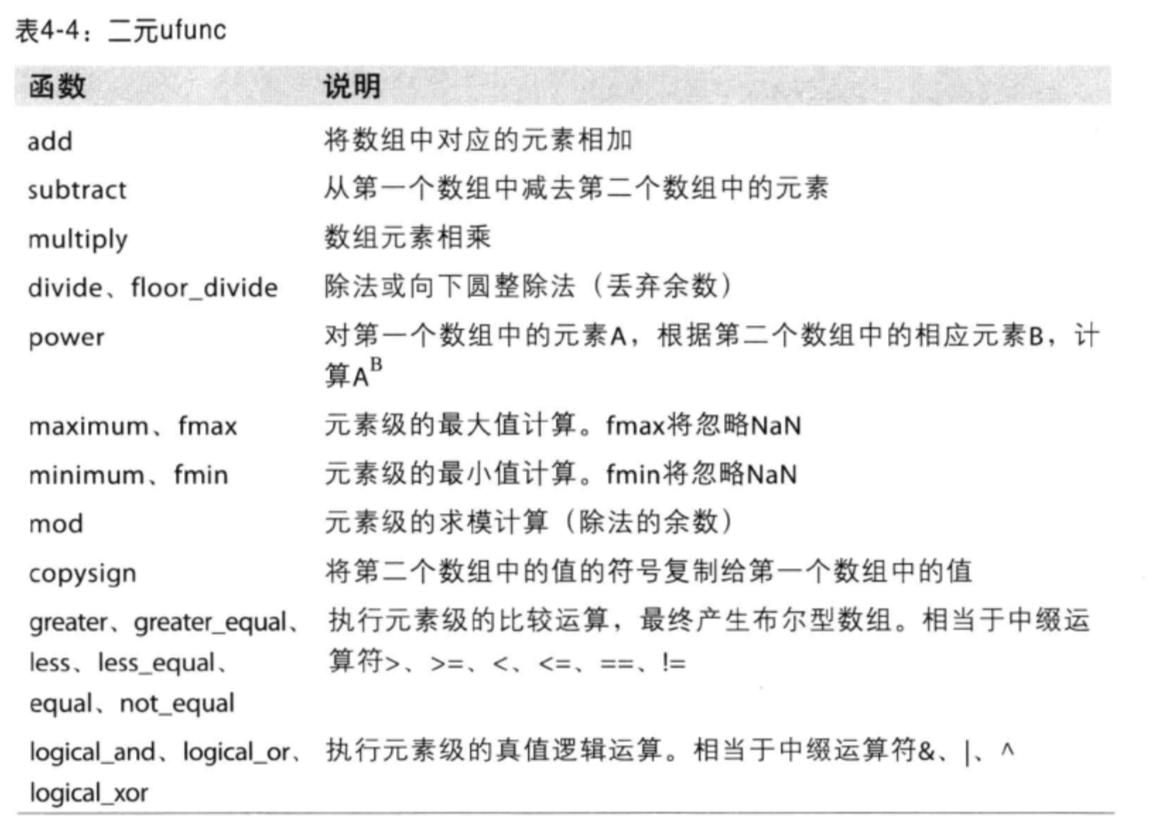 表4-4：二元ufunc
函数 说明
add 将数组中对应的元素相加
subtract 从第一个数组中减去第二个数组中的元素
multiply 数组元素相乘
divide、floor_divide 除法或向下圆整除法（丢弃余数）
power 对第一个数组中的元素A，根据第二个数组中的相应元素B，计
算Aᴮ
maximum、fmax 元素级的最大值计算。fmax将忽略NaN
minimum、fmin 元素级的最小值计算。fmin将忽略NaN
mod 元素级的求模计算（除法的余数）
copysign 将第二个数组中的值的符号复制给第一个数组中的值
greater、greater_equal、 执行元素级的比较运算，最终产生布尔型数组。相当于中缀运
less、less_equal、 算符>、>=、<、<=、==、!=
equal、not_equal
logical_and、logical_or、 执行元素级的真值逻辑运算。相当于中缀运算符&、|、^
logical_xor